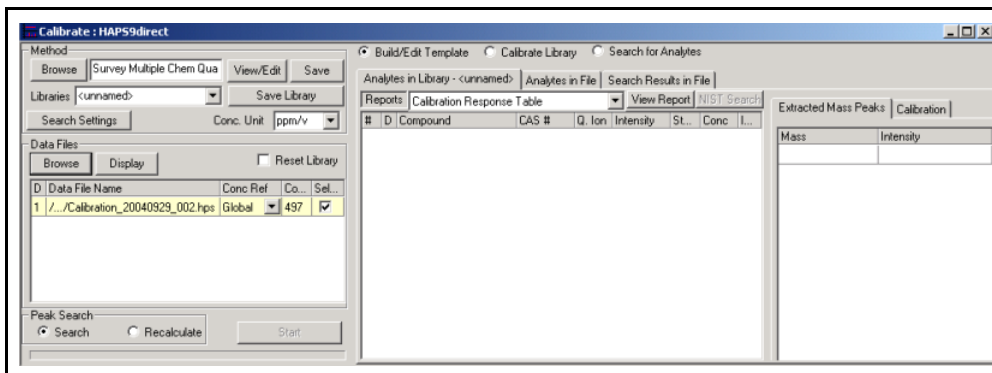 Calibrate : HAPS9direct
Method
Browse Survey Multiple Chem Qua View/Edit Save
Libraries <unnamed> Save Library
Search Settings Conc. Unit ppm/v
Data Files
Browse Display Reset Library
D Data File Name Conc Ref Co... Sel...
1 /.../Calibration_20040929_002.hps Global 497
Peak Search
Search Recalculate Start
Build/Edit Template Calibrate Library Search for Analytes
Analytes in Library - <unnamed> Analytes in File Search Results in File
Reports Calibration Response Table View Report NIST Search
# D Compound CAS # Q. Ion Intensity St... Conc I...
Extracted Mass Peaks Calibration
Mass Intensity